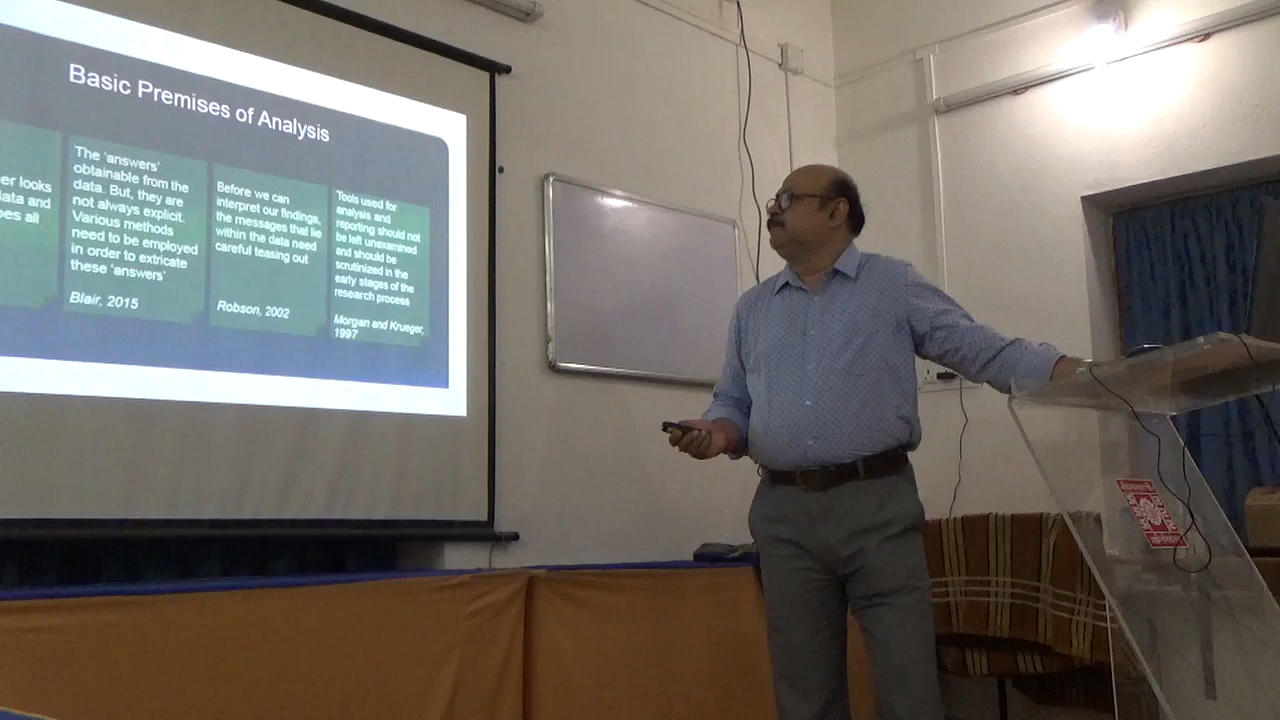 Basic Premises of Analysis
er looks
data and
oes all
The 'answers'
obtainable from the
data. But, they are
not always explicit.
Various methods
need to be employed
in order to extricate
these 'answers'
Blair, 2015
Before we can
interpret our findings,
the messages that lie
within the data need
careful teasing out
Robson, 2002
Tools used for
analysis and
reporting should not
be left unexamined
and should be
scrutinized in the
early stages of the
research process
Morgan and Krueger,
1997